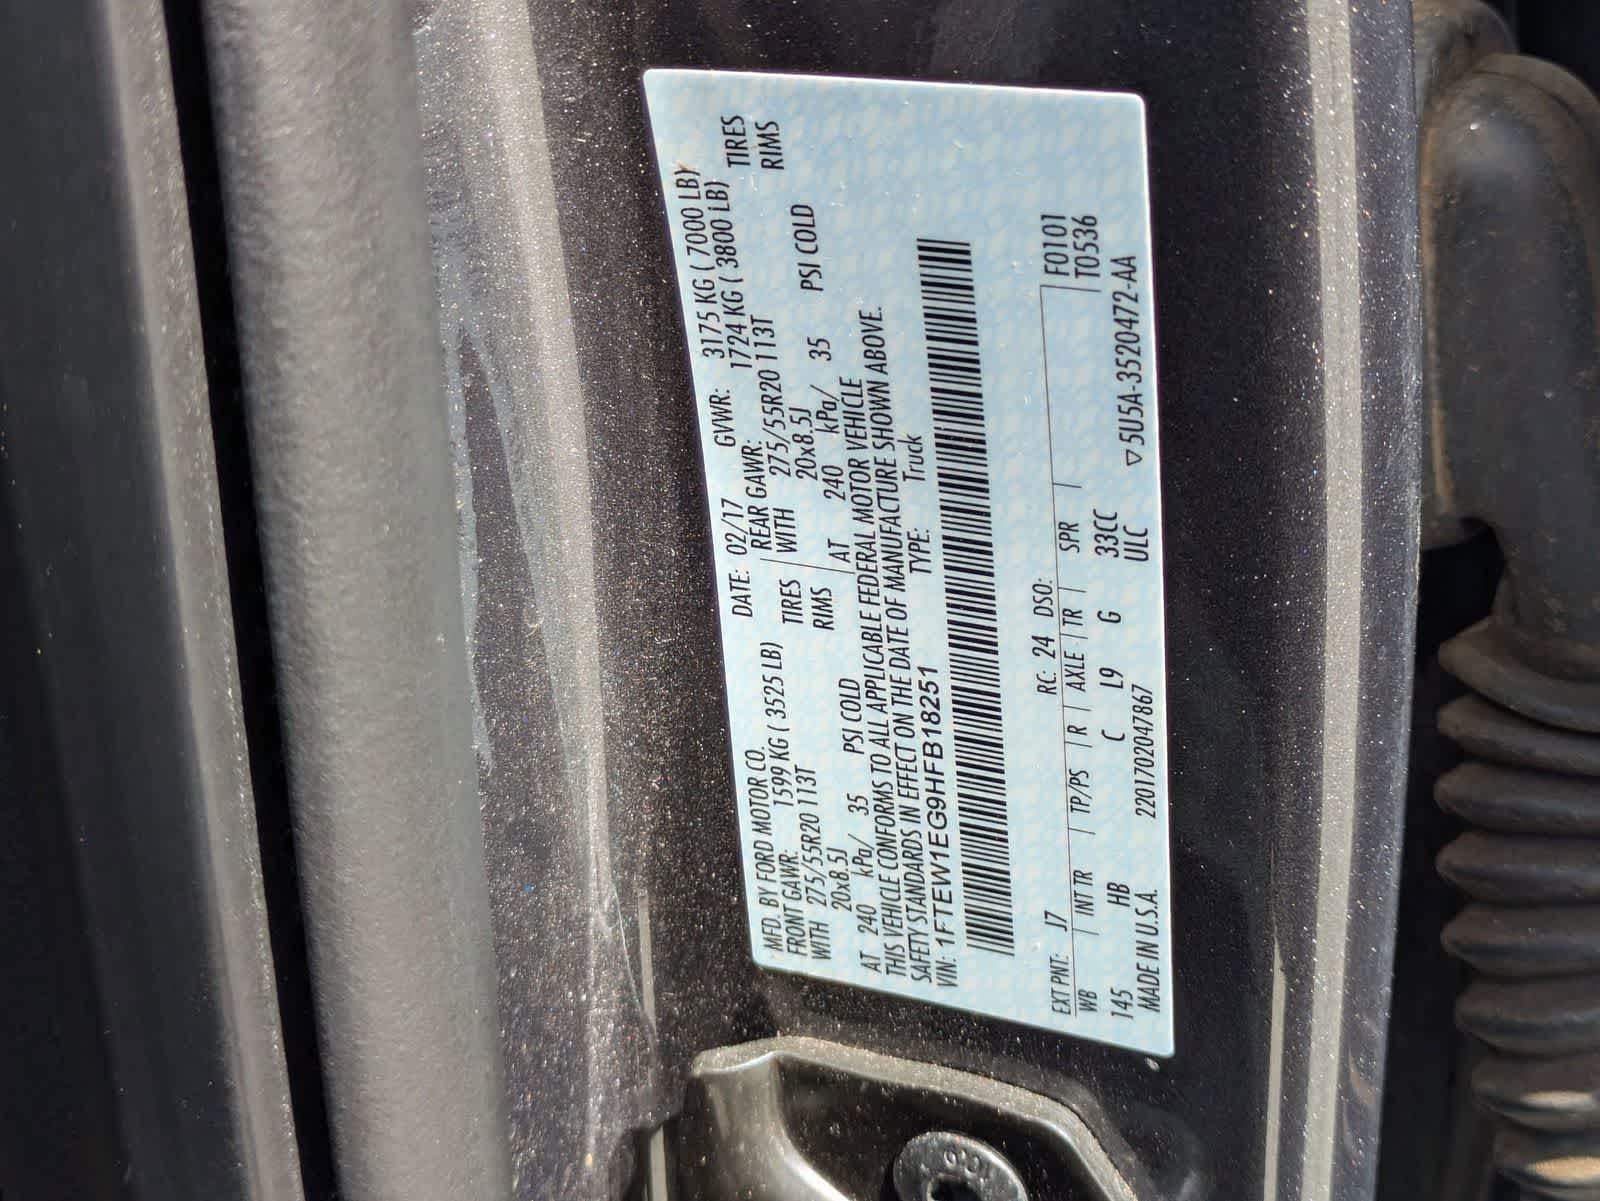 MFD. BY FORD MOTOR CO.
DATE: 02/17 GVWR: 3175 KG ( 7000 LB)
FRONT GAWR: 1599 KG ( 3525 LB)
REAR GAWR: 1724 KG ( 3800 LB)
WITH 275/55R20 113T TIRES
20x8.5J RIMS
AT 240 kPa/ 35 PSI COLD
WITH 275/55R20 113T TIRES
20x8.5J RIMS
AT 240 kPa/ 35 PSI COLD
THIS VEHICLE CONFORMS TO ALL APPLICABLE FEDERAL MOTOR VEHICLE
SAFETY STANDARDS IN EFFECT ON THE DATE OF MANUFACTURE SHOWN ABOVE.
VIN: 1FTEW1EG9HFB18251 TYPE: Truck
EXT PNT: J7 RC: 24 DSO: F0101
WB INT TR TP/PS R AXLE TR SPR T0536
145 HB C L9 G 33CC
MADE IN U.S.A. 220170204787 ULC
▽5U5A-3520472-AA